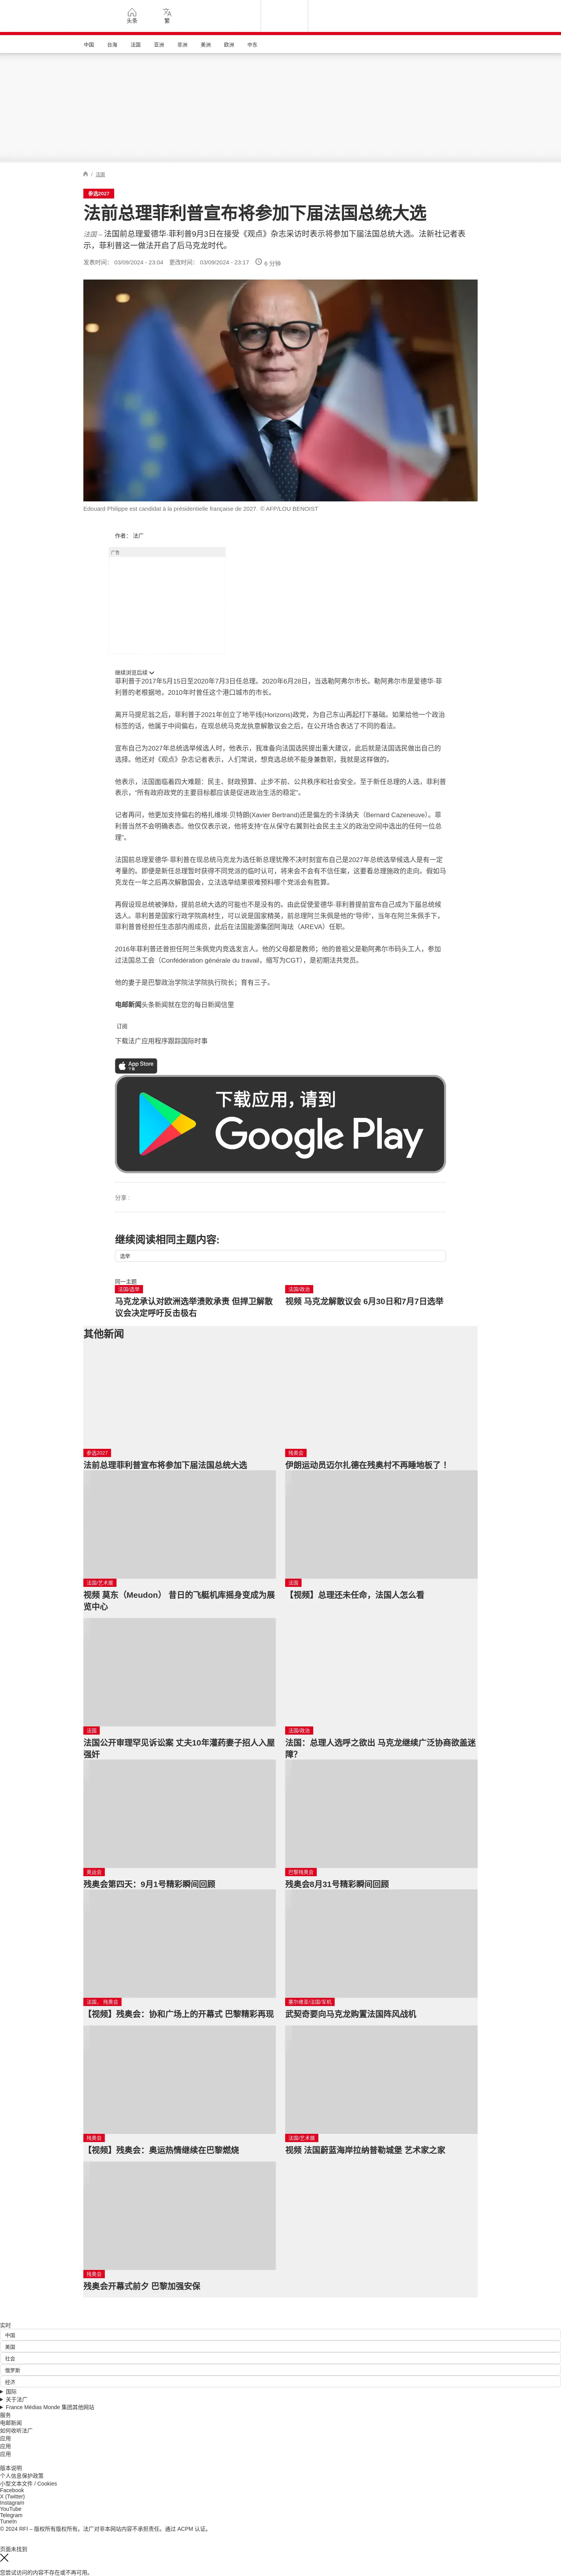 头条
繁
中国
台海
法国
亚洲
非洲
美洲
欧洲
中东
/ 法国
参选2027
法前总理菲利普宣布将参加下届法国总统大选
法国 – 法国前总理爱德华·菲利普9月3日在接受《观点》杂志采访时表示将参加下届法国总统大选。法新社记者表
示，菲利普这一做法开启了后马克龙时代。
发表时间： 03/09/2024 - 23:04 更改时间： 03/09/2024 - 23:17 6 分钟
Edouard Philippe est candidat à la présidentielle française de 2027. © AFP/LOU BENOIST
作者： 法广
广告
继续浏览后续
菲利普于2017年5月15日至2020年7月3日任总理。2020年6月28日，当选勒阿弗尔市长。勒阿弗尔市是爱德华·菲
利普的老根据地，2010年时曾任这个港口城市的市长。
离开马提尼翁之后，菲利普于2021年创立了地平线(Horizons)政党，为自己东山再起打下基础。如果给他一个政治
标签的话，他属于中间偏右，在现总统马克龙执意解散议会之后，在公开场合表达了不同的看法。
宣布自己为2027年总统选举候选人时，他表示，我准备向法国选民提出重大建议，此后就是法国选民做出自己的
选择。他还对《观点》杂志记者表示，人们常说，想竞选总统不能身兼数职，我就是这样做的。
他表示，法国面临着四大难题：民主、财政预算、止步不前、公共秩序和社会安全。至于新任总理的人选，菲利普
表示，“所有政府政党的主要目标都应该是促进政治生活的稳定”。
记者再问，他更加支持偏右的格扎维埃·贝特朗(Xavier Bertrand)还是偏左的卡泽纳夫（Bernard Cazeneuve）。菲
利普当然不会明确表态。他仅仅表示说，他将支持“在从保守右翼到社会民主主义的政治空间中选出的任何一位总
理”。
法国前总理爱德华·菲利普在现总统马克龙为选任新总理犹豫不决时刻宣布自己是2027年总统选举候选人是有一定
考量的。即便是新任总理暂时获得不同党派的临时认可，将来会不会有不信任案，这要看总理施政的走向。假如马
克龙在一年之后再次解散国会，立法选举结果很难预料哪个党派会有胜算。
再假设现总统被弹劾，提前总统大选的可能也不是没有的。由此促使爱德华·菲利普提前宣布自己成为下届总统候
选人。菲利普是国家行政学院高材生，可以说是国家精英，前总理阿兰朱佩是他的“导师”，当年在阿兰朱佩手下，
菲利普曾经担任生态部内阁成员，此后在法国能源集团阿海珐（AREVA）任职。
2016年菲利普还曾担任阿兰朱佩党内竞选发言人。他的父母都是教师；他的曾祖父是勒阿弗尔市码头工人，参加
过法国总工会（Confédération générale du travail，缩写为CGT），是初期法共党员。
他的妻子是巴黎政治学院法学院执行院长；育有三子。
电邮新闻头条新闻就在您的每日新闻信里
订阅
下载法广应用程序跟踪国际时事
App Store
下载
下载应用，请到
Google Play
分享 :
继续阅读相同主题内容:
选举
同一主题
法国/选举
马克龙承认对欧洲选举溃败承责 但捍卫解散
议会决定呼吁反击极右
法国/政治
视频 马克龙解散议会 6月30日和7月7日选举
其他新闻
参选2027
法前总理菲利普宣布将参加下届法国总统大选
残奥会
伊朗运动员迈尔扎德在残奥村不再睡地板了！
法国/艺术展
视频 莫东（Meudon） 昔日的飞艇机库摇身变成为展
览中心
法国
【视频】总理还未任命，法国人怎么看
法国
法国公开审理罕见诉讼案 丈夫10年灌药妻子招人入屋
强奸
法国/政治
法国：总理人选呼之欲出 马克龙继续广泛协商欲盖迷
障？
奥运会
残奥会第四天：9月1号精彩瞬间回顾
巴黎残奥会
残奥会8月31号精彩瞬间回顾
法国， 残奥会
【视频】残奥会：协和广场上的开幕式 巴黎精彩再现
塞尔维亚/法国/军机
武契奇要向马克龙购置法国阵风战机
残奥会
【视频】残奥会：奥运热情继续在巴黎燃烧
法国/艺术展
视频 法国蔚蓝海岸拉纳普勒城堡 艺术家之家
残奥会
残奥会开幕式前夕 巴黎加强安保
实时
中国
美国
社会
俄罗斯
经济
国际
关于法广
France Médias Monde 集团其他网站
服务
电邮新闻
如何收听法广
应用
应用
应用
版本说明
个人信息保护政策
小型文本文件 / Cookies
Facebook
X (Twitter)
Instagram
YouTube
Telegram
TuneIn
© 2024 RFI – 版权所有版权所有。法广对非本网站内容不承担责任。通过 ACPM 认证。
页面未找到
您尝试访问的内容不存在或不再可用。